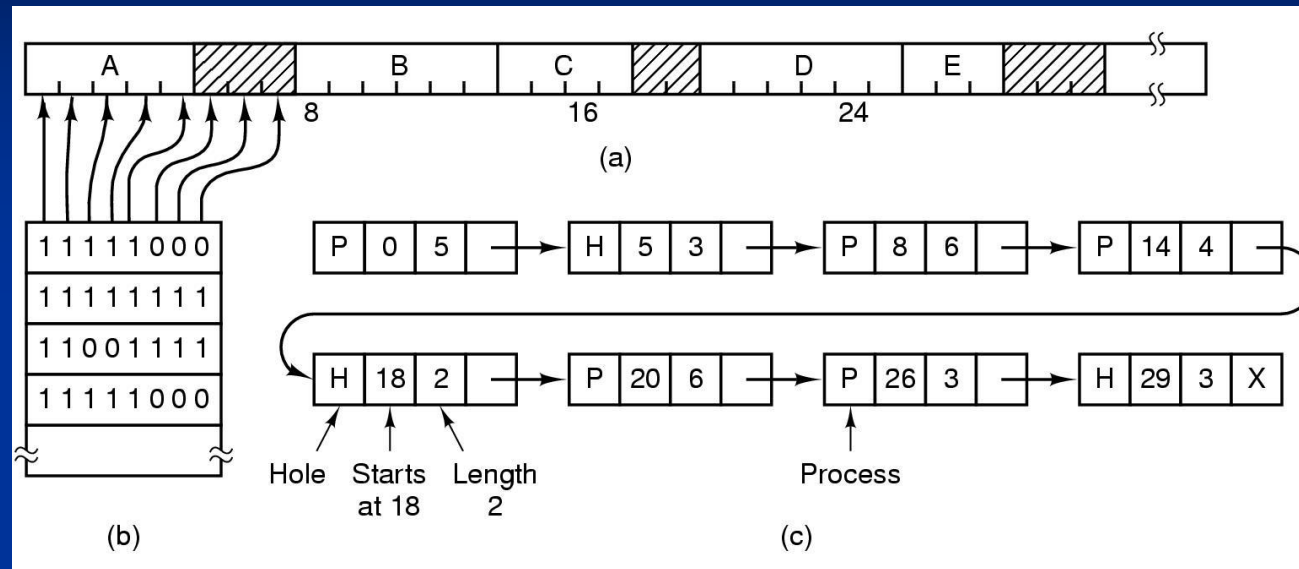 A B C D E
8 16 24
(a)
1 1 1 1 1 0 0 0
1 1 1 1 1 1 1 1
1 1 0 0 1 1 1 1
1 1 1 1 1 0 0 0
(b)
P 0 5 H 5 3 P 8 6 P 14 4
H 18 2 P 20 6 P 26 3 H 29 3 X
Hole Starts Length Process
at 18 2
(c)